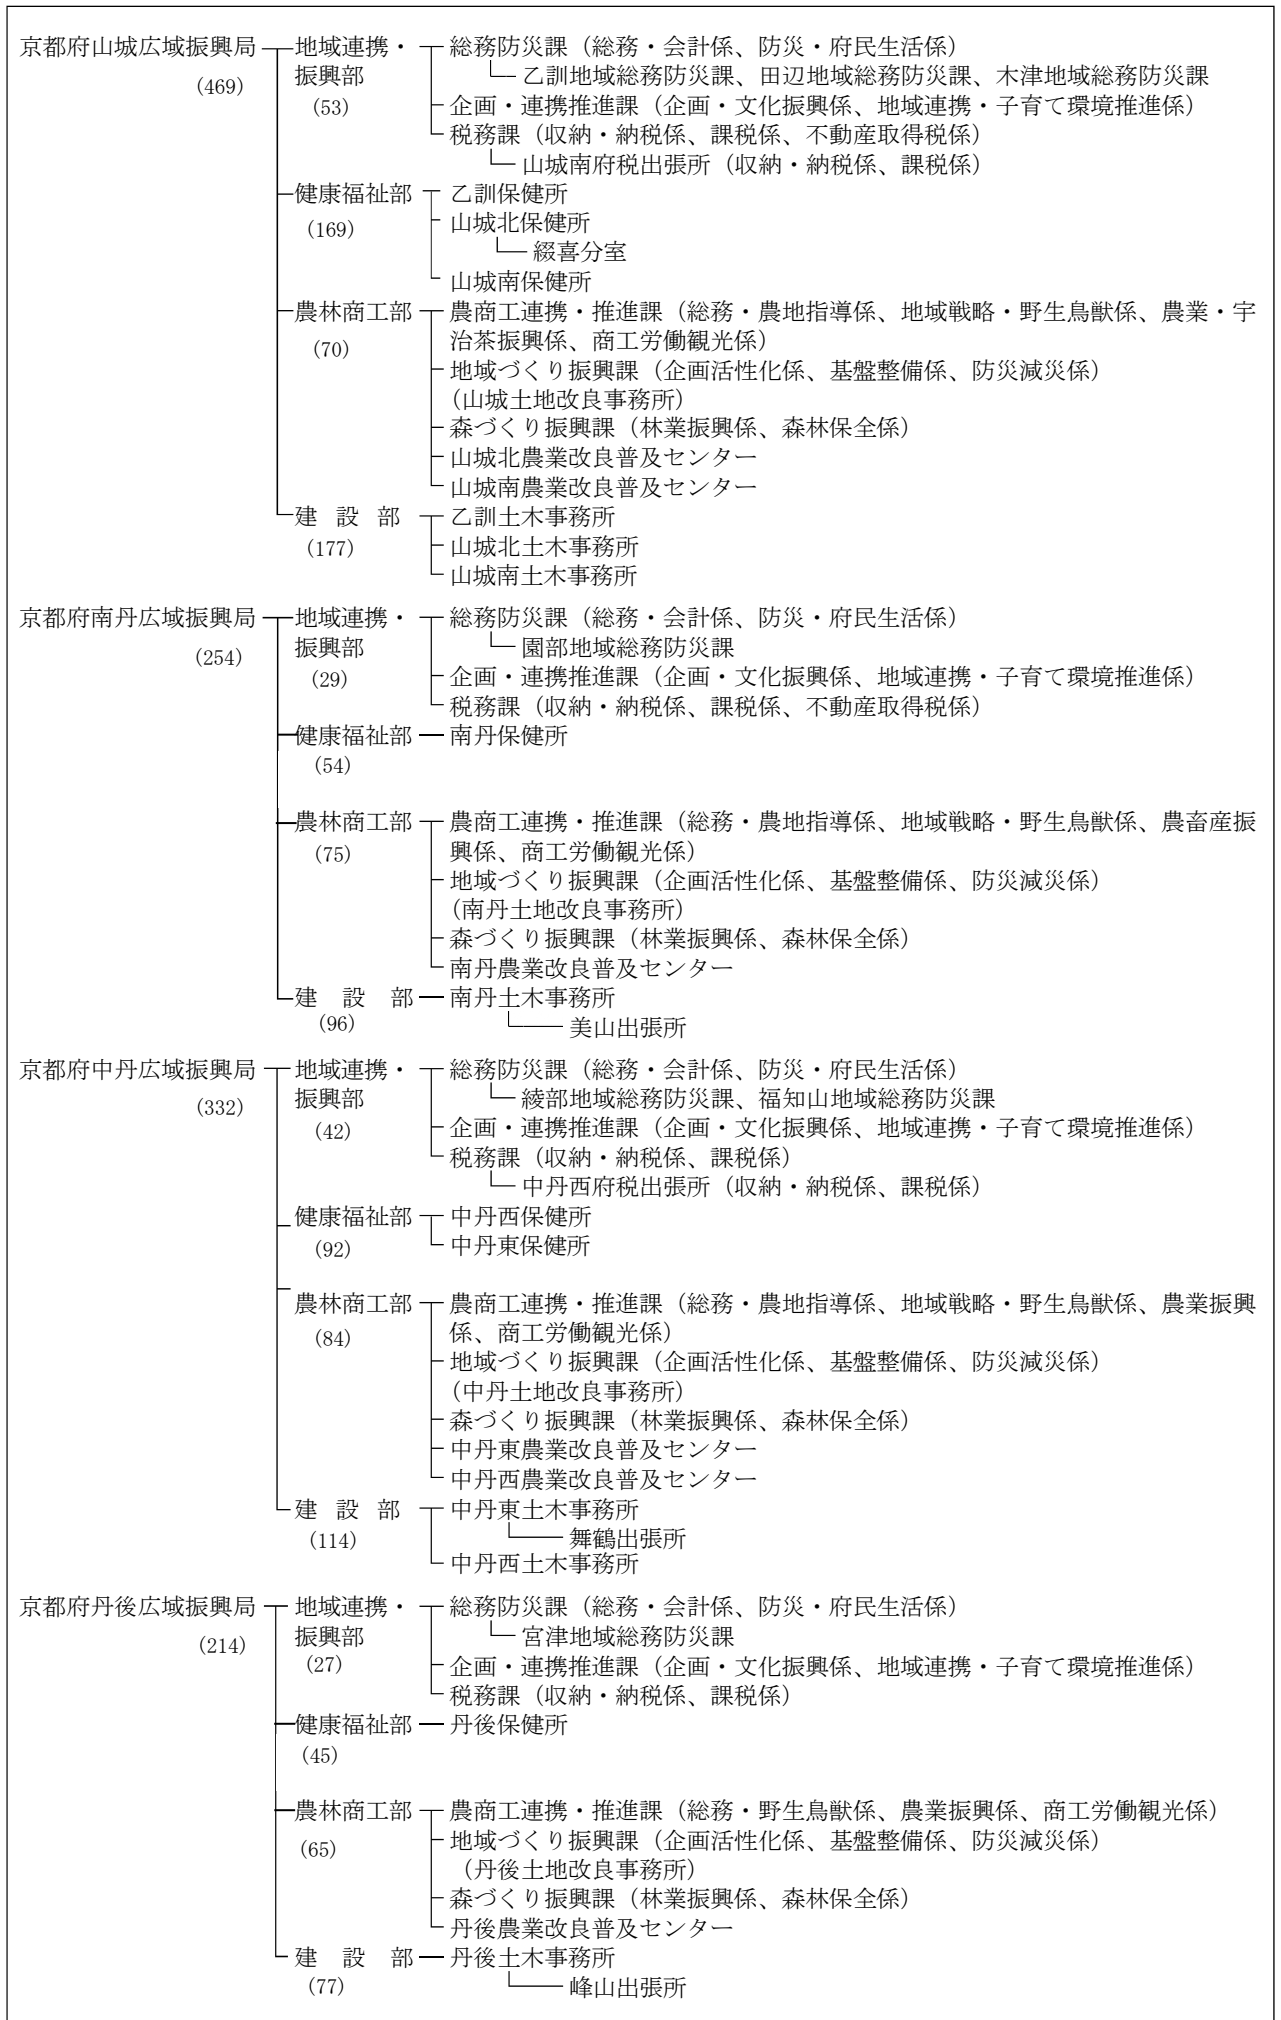 京都府山城広域振興局 地域連携・ 総務防災課（総務・会計係、防災・府民生活係）
(469) 振興部 乙訓地域総務防災課、田辺地域総務防災課、木津地域総務防災課
(53) 企画・連携推進課（企画・文化振興係、地域連携・子育て環境推進係）
税務課（収納・納税係、課税係、不動産取得税係）
山城南府税出張所（収納・納税係、課税係）
健康福祉部 乙訓保健所
(169) 山城北保健所
綴喜分室
山城南保健所
農林商工部 農商工連携・推進課（総務・農地指導係、地域戦略・野生鳥獣係、農業・宇
(70) 治茶振興係、商工労働観光係）
地域づくり振興課（企画活性化係、基盤整備係、防災減災係）
（山城土地改良事務所）
森づくり振興課（林業振興係、森林保全係）
山城北農業改良普及センター
山城南農業改良普及センター
建設部 乙訓土木事務所
(177) 山城北土木事務所
山城南土木事務所
京都府南丹広域振興局 地域連携・ 総務防災課（総務・会計係、防災・府民生活係）
(254) 振興部 園部地域総務防災課
(29) 企画・連携推進課（企画・文化振興係、地域連携・子育て環境推進係）
税務課（収納・納税係、課税係、不動産取得税係）
健康福祉部 南丹保健所
(54)
農林商工部 農商工連携・推進課（総務・農地指導係、地域戦略・野生鳥獣係、農畜産振
(75) 興係、商工労働観光係）
地域づくり振興課（企画活性化係、基盤整備係、防災減災係）
（南丹土地改良事務所）
森づくり振興課（林業振興係、森林保全係）
南丹農業改良普及センター
建設部 南丹土木事務所
(96) 美山出張所
京都府中丹広域振興局 地域連携・ 総務防災課（総務・会計係、防災・府民生活係）
(332) 振興部 綾部地域総務防災課、福知山地域総務防災課
(42) 企画・連携推進課（企画・文化振興係、地域連携・子育て環境推進係）
税務課（収納・納税係、課税係）
中丹西府税出張所（収納・納税係、課税係）
健康福祉部 中丹西保健所
(92) 中丹東保健所
農林商工部 農商工連携・推進課（総務・農地指導係、地域戦略・野生鳥獣係、農業振興
(84) 係、商工労働観光係）
地域づくり振興課（企画活性化係、基盤整備係、防災減災係）
（中丹土地改良事務所）
森づくり振興課（林業振興係、森林保全係）
中丹東農業改良普及センター
中丹西農業改良普及センター
建設部 中丹東土木事務所
(114) 舞鶴出張所
中丹西土木事務所
京都府丹後広域振興局 地域連携・ 総務防災課（総務・会計係、防災・府民生活係）
(214) 振興部 宮津地域総務防災課
(27) 企画・連携推進課（企画・文化振興係、地域連携・子育て環境推進係）
税務課（収納・納税係、課税係）
健康福祉部 丹後保健所
(45)
農林商工部 農商工連携・推進課（総務・野生鳥獣係、農業振興係、商工労働観光係）
(65) 地域づくり振興課（企画活性化係、基盤整備係、防災減災係）
（丹後土地改良事務所）
森づくり振興課（林業振興係、森林保全係）
丹後農業改良普及センター
建設部 丹後土木事務所
(77) 峰山出張所